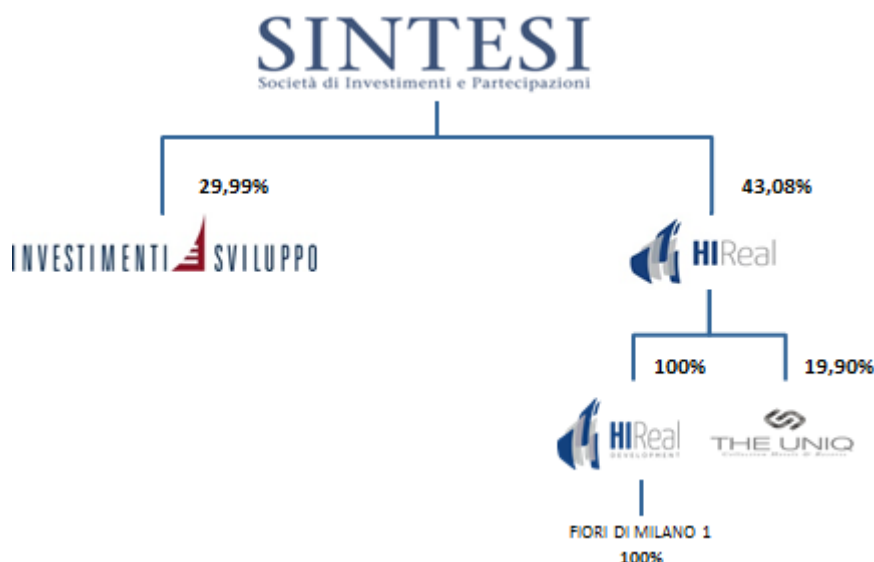 SINTESI
Società di Investimenti e Partecipazioni
29,99%
43,08%
INVESTIMENTI SVILUPPO
HIReal
100%
19,90%
HIReal
DEVELOPMENT
THE UNIQ
FIORI DI MILANO 1
100%